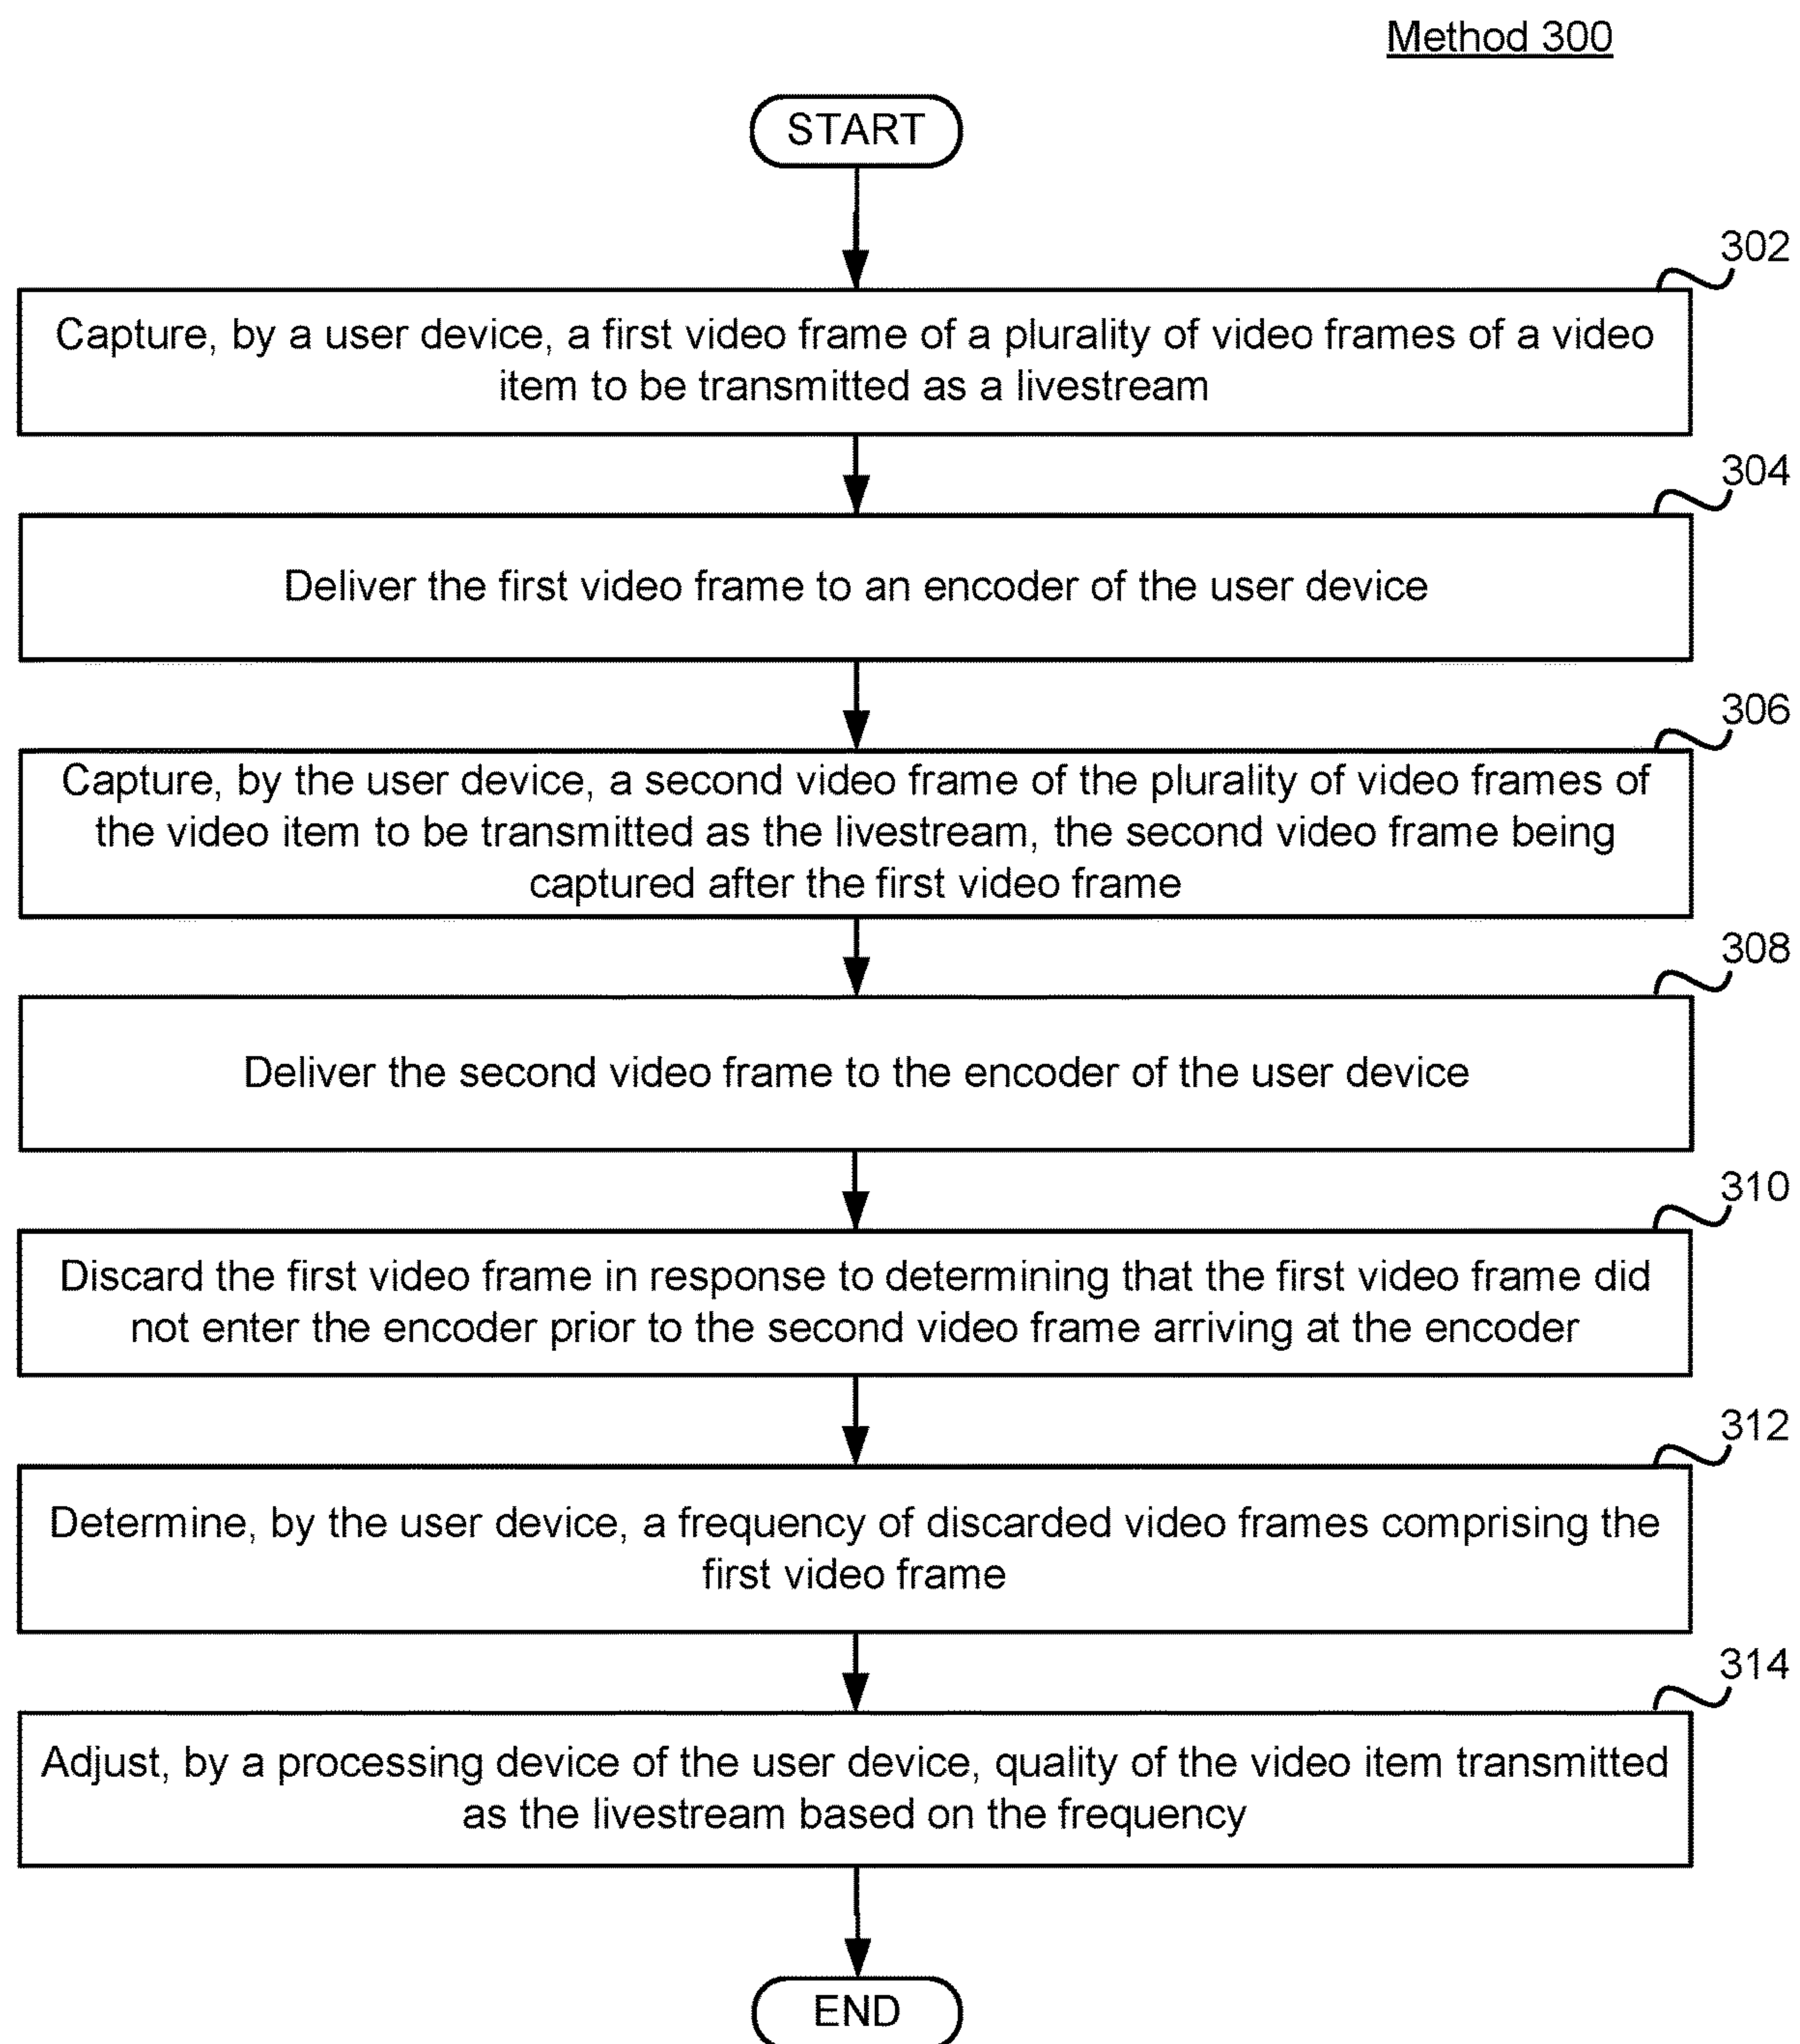 Method 300
START
302
Capture, by a user device, a first video frame of a plurality of video frames of a video
item to be transmitted as a livestream
304
Deliver the first video frame to an encoder of the user device
306
Capture, by the user device, a second video frame of the plurality of video frames of
the video item to be transmitted as the livestream, the second video frame being
captured after the first video frame
308
Deliver the second video frame to the encoder of the user device
310
Discard the first video frame in response to determining that the first video frame did
not enter the encoder prior to the second video frame arriving at the encoder
312
Determine, by the user device, a frequency of discarded video frames comprising the
first video frame
314
Adjust, by a processing device of the user device, quality of the video item transmitted
as the livestream based on the frequency
END